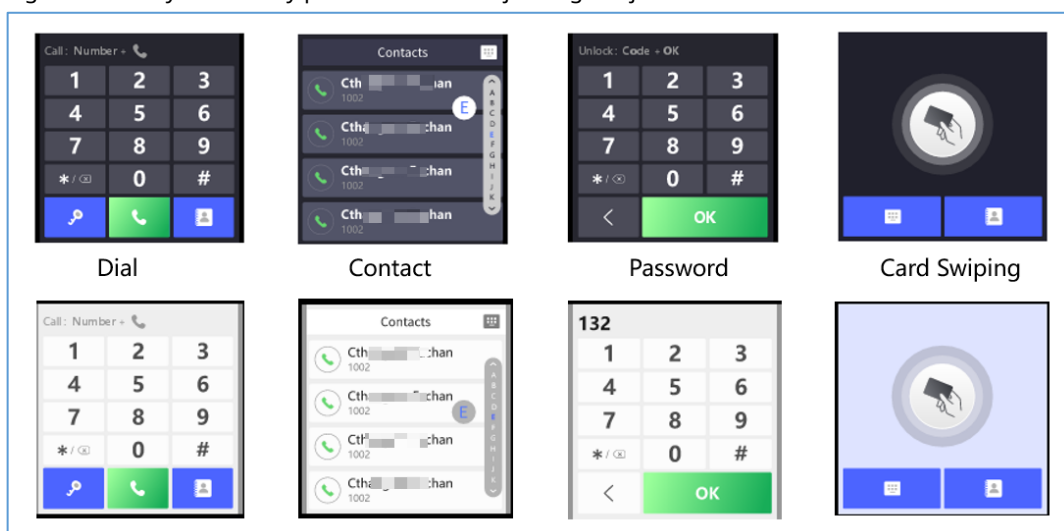 Call: Number +
1 2 3
4 5 6
7 8 9
*/ 0 #
Contacts
Cth an
1002
Cth chan
1002
Cth chan
1002
Cth han
1002
E
A
B
C
D
E
F
G
H
I
J
K
Unlock: Code + OK
1 2 3
4 5 6
7 8 9
*/ 0 #
< OK
Dial
Contact
Password
Card Swiping
Call: Number +
1 2 3
4 5 6
7 8 9
*/ 0 #
Contacts
Cth chan
1002
Ctha chan
1002
Cth chan
1002
Ctha chan
1002
E
A
B
C
D
E
F
G
H
I
J
K
132
1 2 3
4 5 6
7 8 9
*/ 0 #
< OK